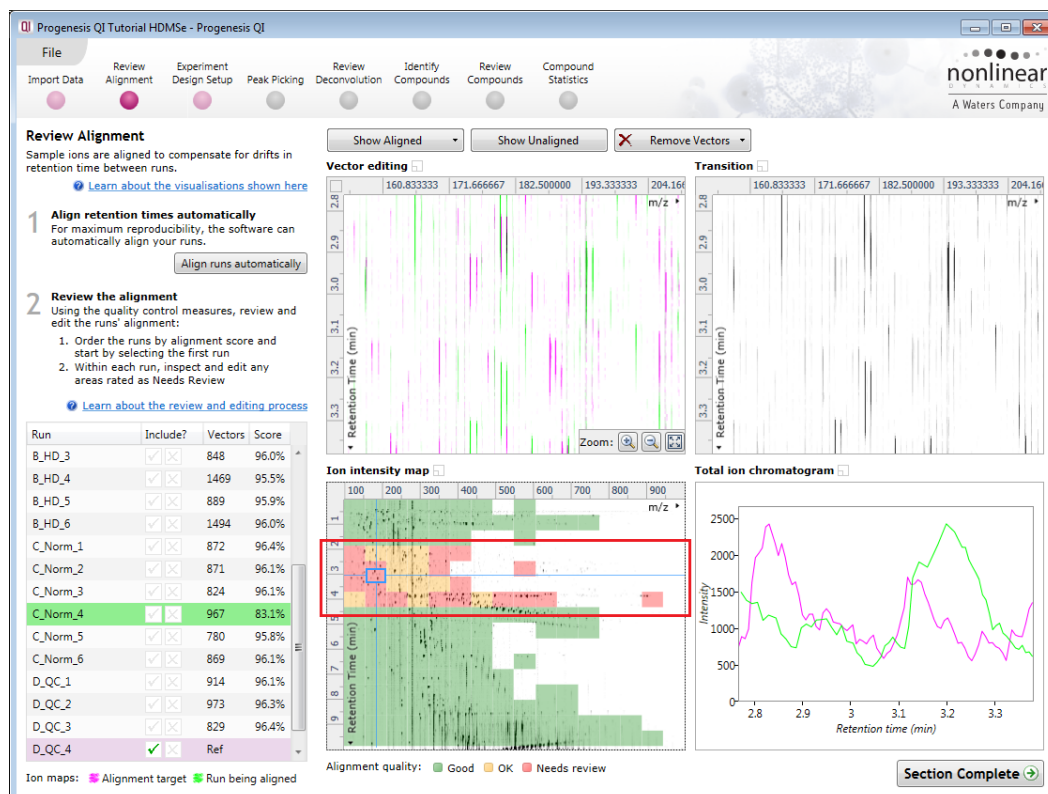 QI Progenesis QI Tutorial HDMSe - Progenesis QI
File
Import Data
Review Alignment
Experiment Design Setup
Peak Picking
Review Deconvolution
Identify Compounds
Review Compounds
Compound Statistics
nonlinear
DYNAMICS
A Waters Company
Review Alignment
Sample ions are aligned to compensate for drifts in
retention time between runs.
Learn about the visualisations shown here
1 Align retention times automatically
For maximum reproducibility, the software can
automatically align your runs.
Align runs automatically
2 Review the alignment
Using the quality control measures, review and
edit the runs' alignment:
1. Order the runs by alignment score and
start by selecting the first run
2. Within each run, inspect and edit any
areas rated as Needs Review
Learn about the review and editing process
Run Include? Vectors Score
B_HD_3 848 96.0%
B_HD_4 1469 95.5%
B_HD_5 889 95.9%
B_HD_6 1494 96.0%
C_Norm_1 872 96.4%
C_Norm_2 871 96.1%
C_Norm_3 824 96.1%
C_Norm_4 967 83.1%
C_Norm_5 780 95.8%
C_Norm_6 869 96.1%
D_QC_1 914 96.1%
D_QC_2 973 96.3%
D_QC_3 829 96.4%
D_QC_4 Ref
Ion maps: Alignment target Run being aligned
Show Aligned
Show Unaligned
Remove Vectors
Vector editing
160.833333 171.666667 182.500000 193.333333 204.166
m/z
2.8
2.9
3.0
3.1
3.2
3.3
Retention Time (min)
Zoom:
Transition
160.833333 171.666667 182.500000 193.333333 204.16
m/z
2.8
2.9
3.0
3.1
3.2
3.3
Retention Time (min)
Ion intensity map
100 200 300 400 500 600 700 800 900
m/z
1
2
3
4
5
6
7
8
9
Retention Time (min)
Alignment quality: Good OK Needs review
Total ion chromatogram
2500
2000
1500
1000
500
0
Intensity
2.8 2.9 3 3.1 3.2 3.3
Retention time (min)
Section Complete